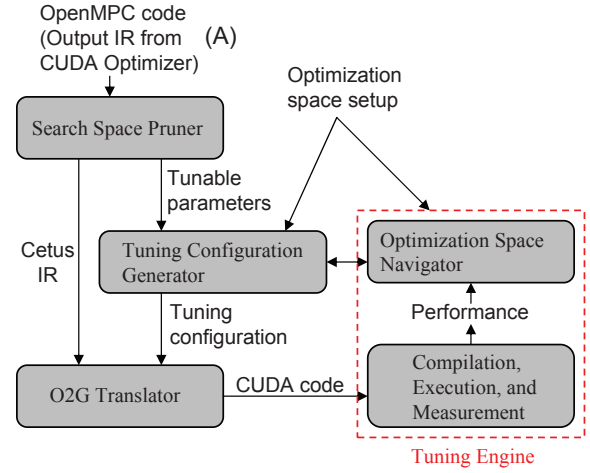 OpenMPC code
(Output IR from (A)
CUDA Optimizer)
Optimization
space setup
Search Space Pruner
Tunable
parameters
Cetus
IR
Tuning Configuration
Generator
Optimization Space
Navigator
Tuning
configuration
Performance
O2G Translator
CUDA code
Compilation,
Execution, and
Measurement
Tuning Engine